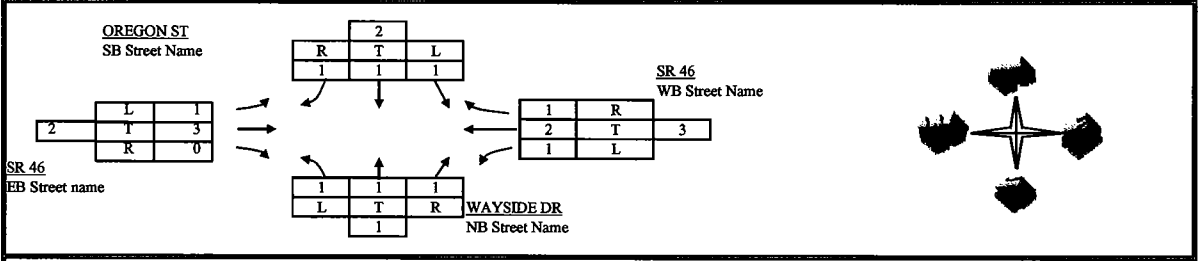 OREGON ST
SB Street Name
2
R T L
1 1 1
SR 46
WB Street Name
L 1
2 T 3
R 0
1 R
2 T 3
1 L
SR 46
EB Street name
1 1 1
L T R
1
WAYSIDE DR
NB Street Name